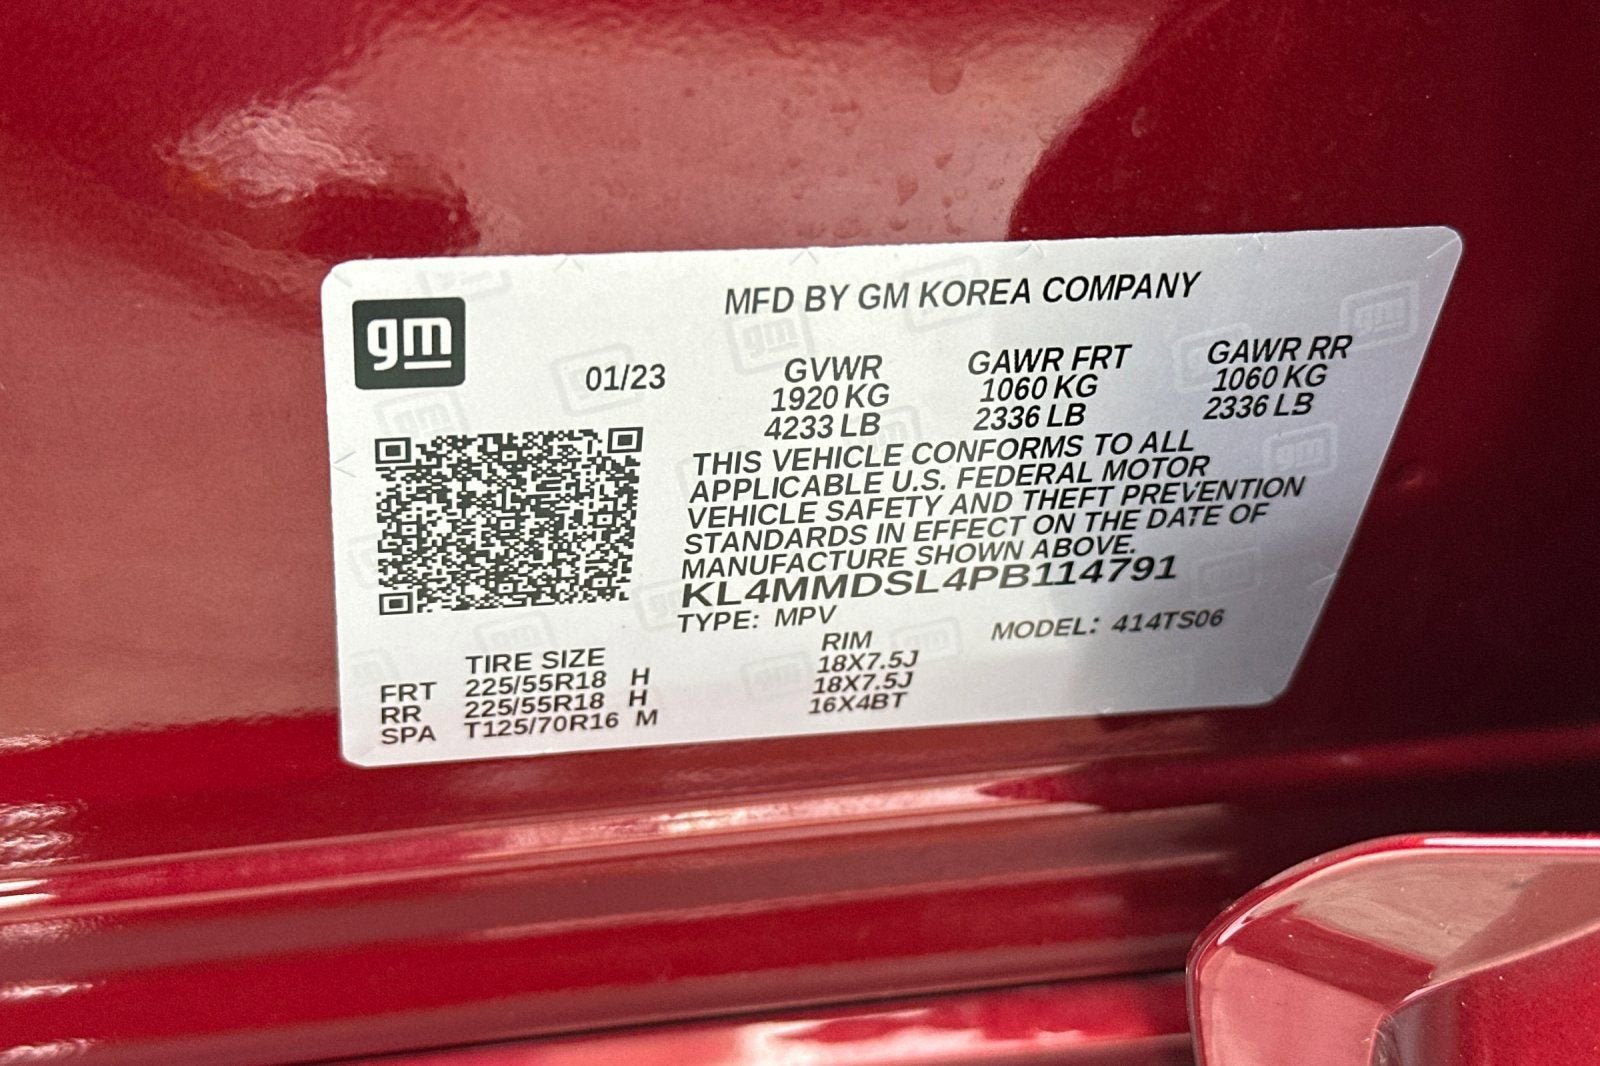 gm
MFD BY GM KOREA COMPANY
01/23
GVWR GAWR FRT GAWR RR
1920 KG 1060 KG 1060 KG
4233 LB 2336 LB 2336 LB
THIS VEHICLE CONFORMS TO ALL
APPLICABLE U.S. FEDERAL MOTOR
VEHICLE SAFETY AND THEFT PREVENTION
STANDARDS IN EFFECT ON THE DATE OF
MANUFACTURE SHOWN ABOVE.
KL4MMDSL4PB114791
TYPE: MPV MODEL: 414TS06
TIRE SIZE RIM
FRT 225/55R18 H 18X7.5J
RR 225/55R18 H 18X7.5J
SPA T125/70R16 M 16X4BT